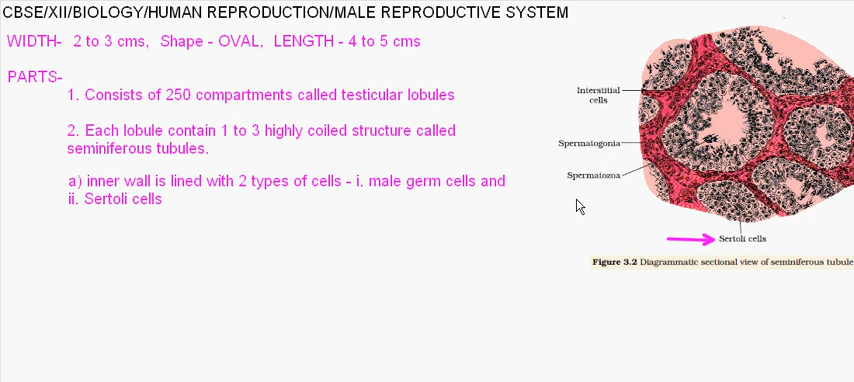 CBSE/XII/BIOLOGY/HUMAN REPRODUCTION/MALE REPRODUCTIVE SYSTEM
WIDTH- 2 to 3 cms, Shape - OVAL, LENGTH - 4 to 5 cms
PARTS-
1. Consists of 250 compartments called testicular lobules
2. Each lobule contain 1 to 3 highly coiled structure called
seminiferous tubules.
a) inner wall is lined with 2 types of cells - i. male germ cells and
ii. Sertoli cells
Interstitial
cells
Spermatogonia
Spermatozoa
Sertoli cells
Figure 3.2 Diagrammatic sectional view of seminiferous tubule